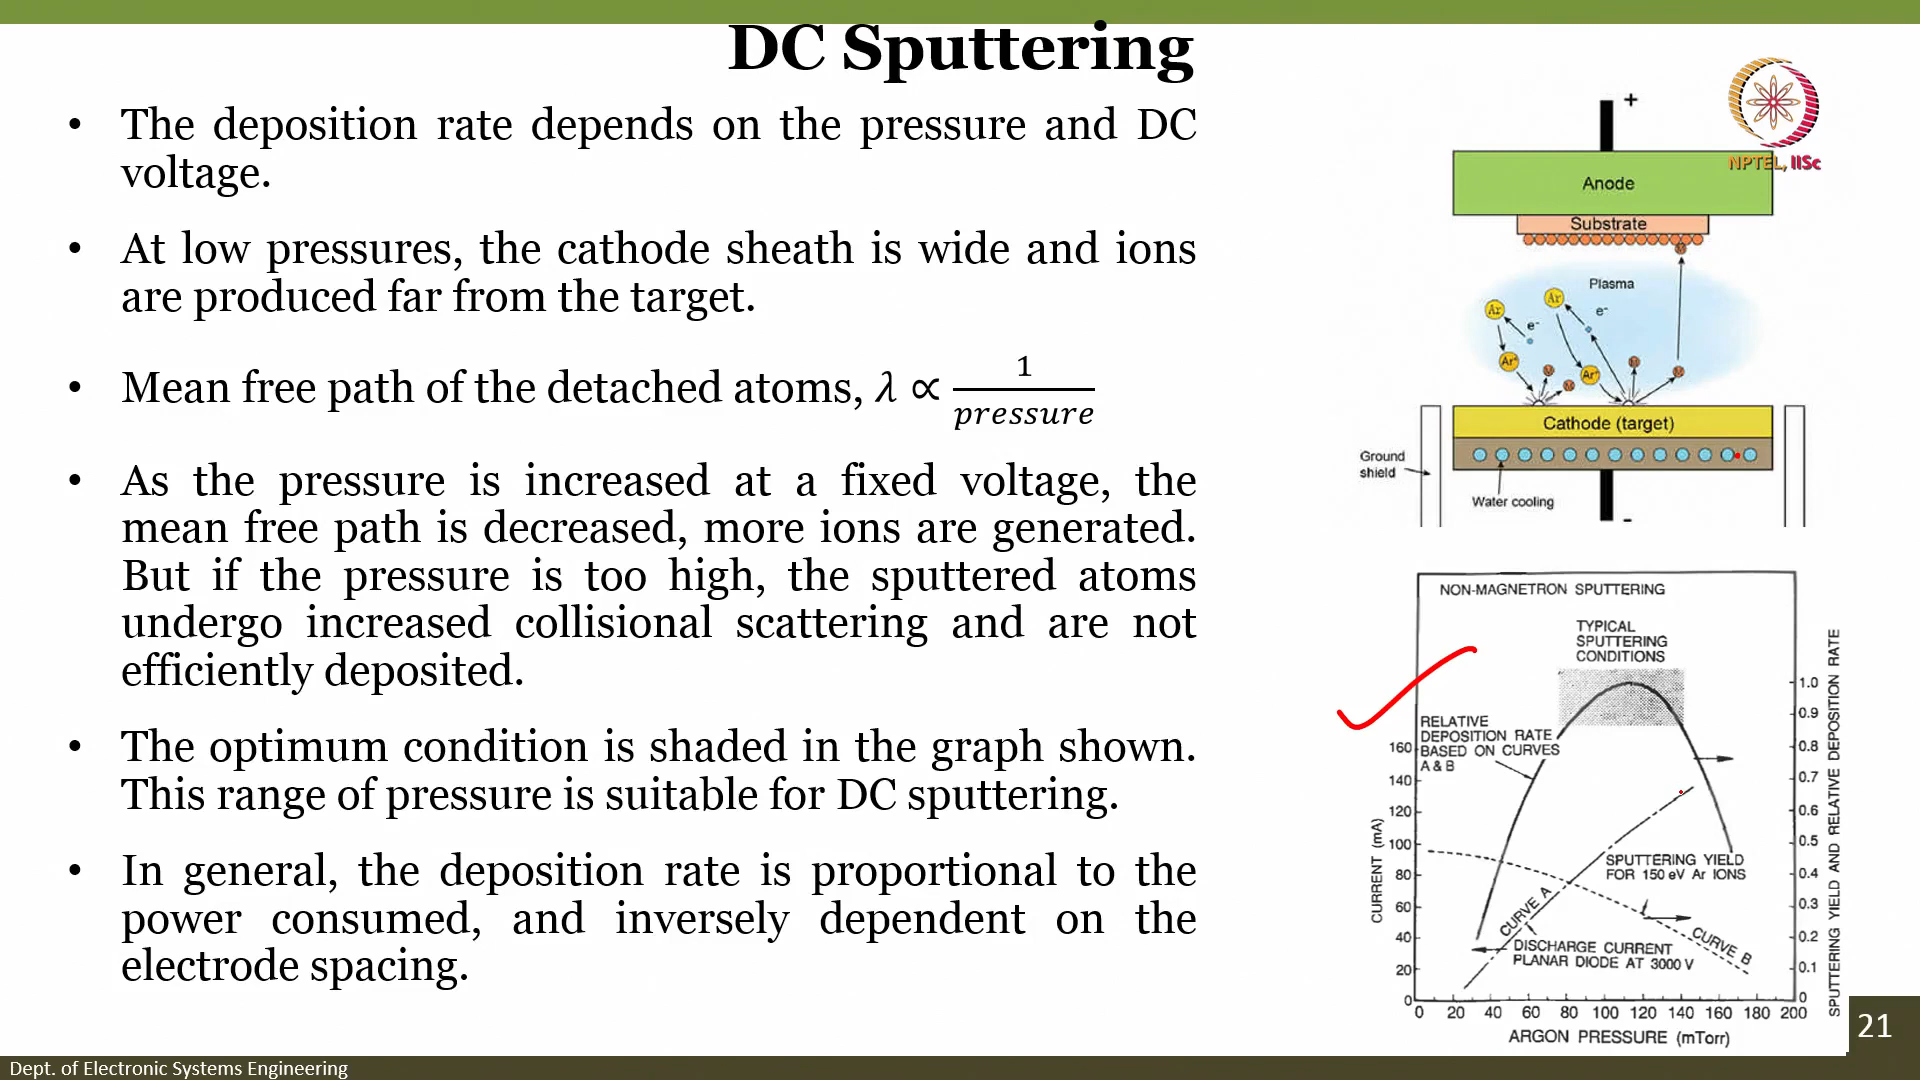 DC Sputtering
• The deposition rate depends on the pressure and DC
voltage.
• At low pressures, the cathode sheath is wide and ions
are produced far from the target.
• Mean free path of the detached atoms, λ ∝ 1/pressure
• As the pressure is increased at a fixed voltage, the
mean free path is decreased, more ions are generated.
But if the pressure is too high, the sputtered atoms
undergo increased collisional scattering and are not
efficiently deposited.
• The optimum condition is shaded in the graph shown.
This range of pressure is suitable for DC sputtering.
• In general, the deposition rate is proportional to the
power consumed, and inversely dependent on the
electrode spacing.
+
NPTEL, IISc
Anode
Substrate
M
Plasma
Ar
Ar
e-
e-
Ar+
M
M
Ar+
M
M
Cathode (target)
Ground
shield
Water cooling
-
NON-MAGNETRON SPUTTERING
TYPICAL
SPUTTERING
CONDITIONS
RELATIVE
DEPOSITION RATE
BASED ON CURVES
A & B
SPUTTERING YIELD
FOR 150 eV Ar IONS
CURVE A
CURVE B
DISCHARGE CURRENT
PLANAR DIODE AT 3000 V
CURRENT (mA)
160
140
120
100
80
60
40
20
0
1.0
0.9
0.8
0.7
0.6
0.5
0.4
0.3
0.2
0.1
0
SPUTTERING YIELD AND RELATIVE DEPOSITION RATE
0 20 40 60 80 100 120 140 160 180 200
ARGON PRESSURE (mTorr)
21
Dept. of Electronic Systems Engineering